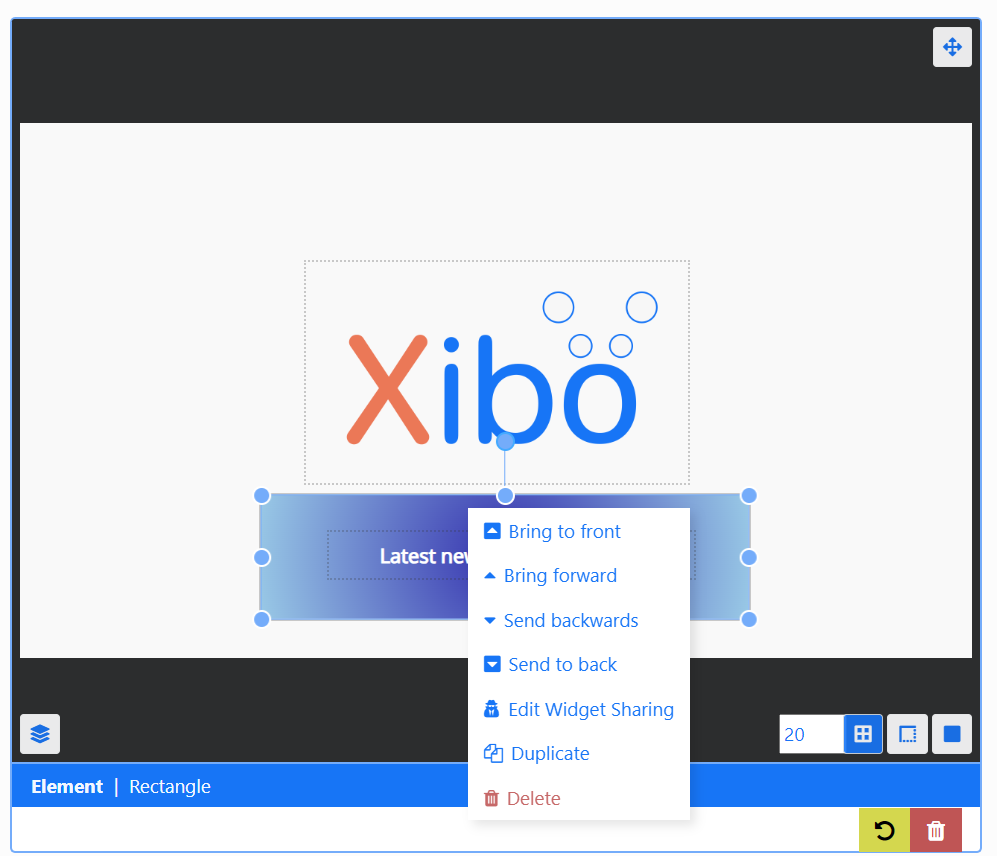 Xibo
Latest new
Bring to front
Bring forward
Send backwards
Send to back
Edit Widget Sharing
Duplicate
Delete
20
Element | Rectangle